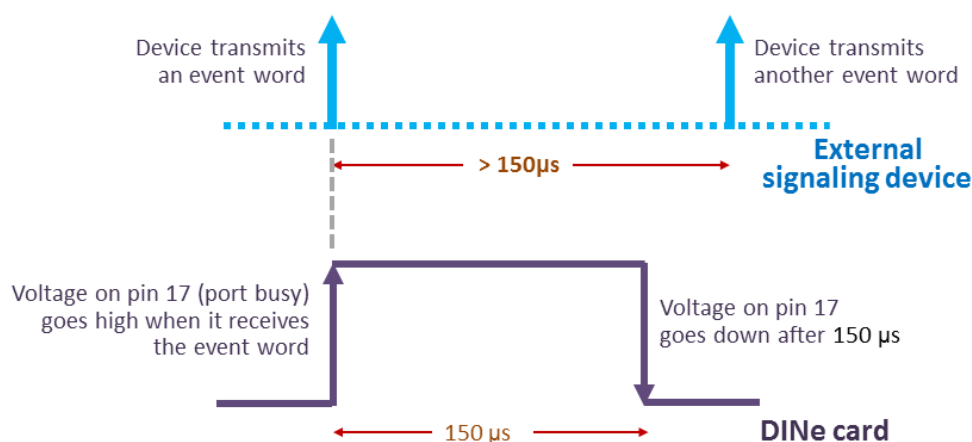 Device transmits
an event word
Device transmits
another event word
External
signaling device
> 150µs
Voltage on pin 17 (port busy)
goes high when it receives
the event word
Voltage on pin 17
goes down after 150 µs
150 µs
DINe card